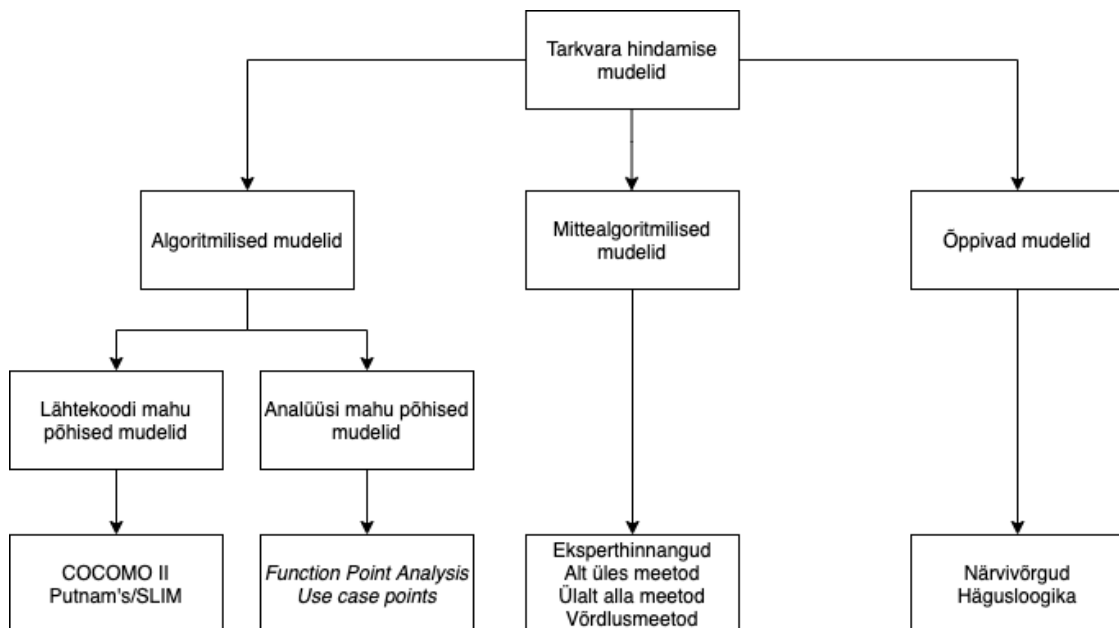 Tarkvara hindamise
mudelid
Algoritmilised mudelid
Mittealgoritmilised
mudelid
Õppivad mudelid
Lähtekoodi mahu
põhised mudelid
Analüüsi mahu põhised
mudelid
COCOMO II
Putnam's/SLIM
Function Point Analysis
Use case points
Eksperthinnangud
Alt üles meetod
Ülalt alla meetod
Võrdlusmeetod
Närvivõrgud
Hägusloogika